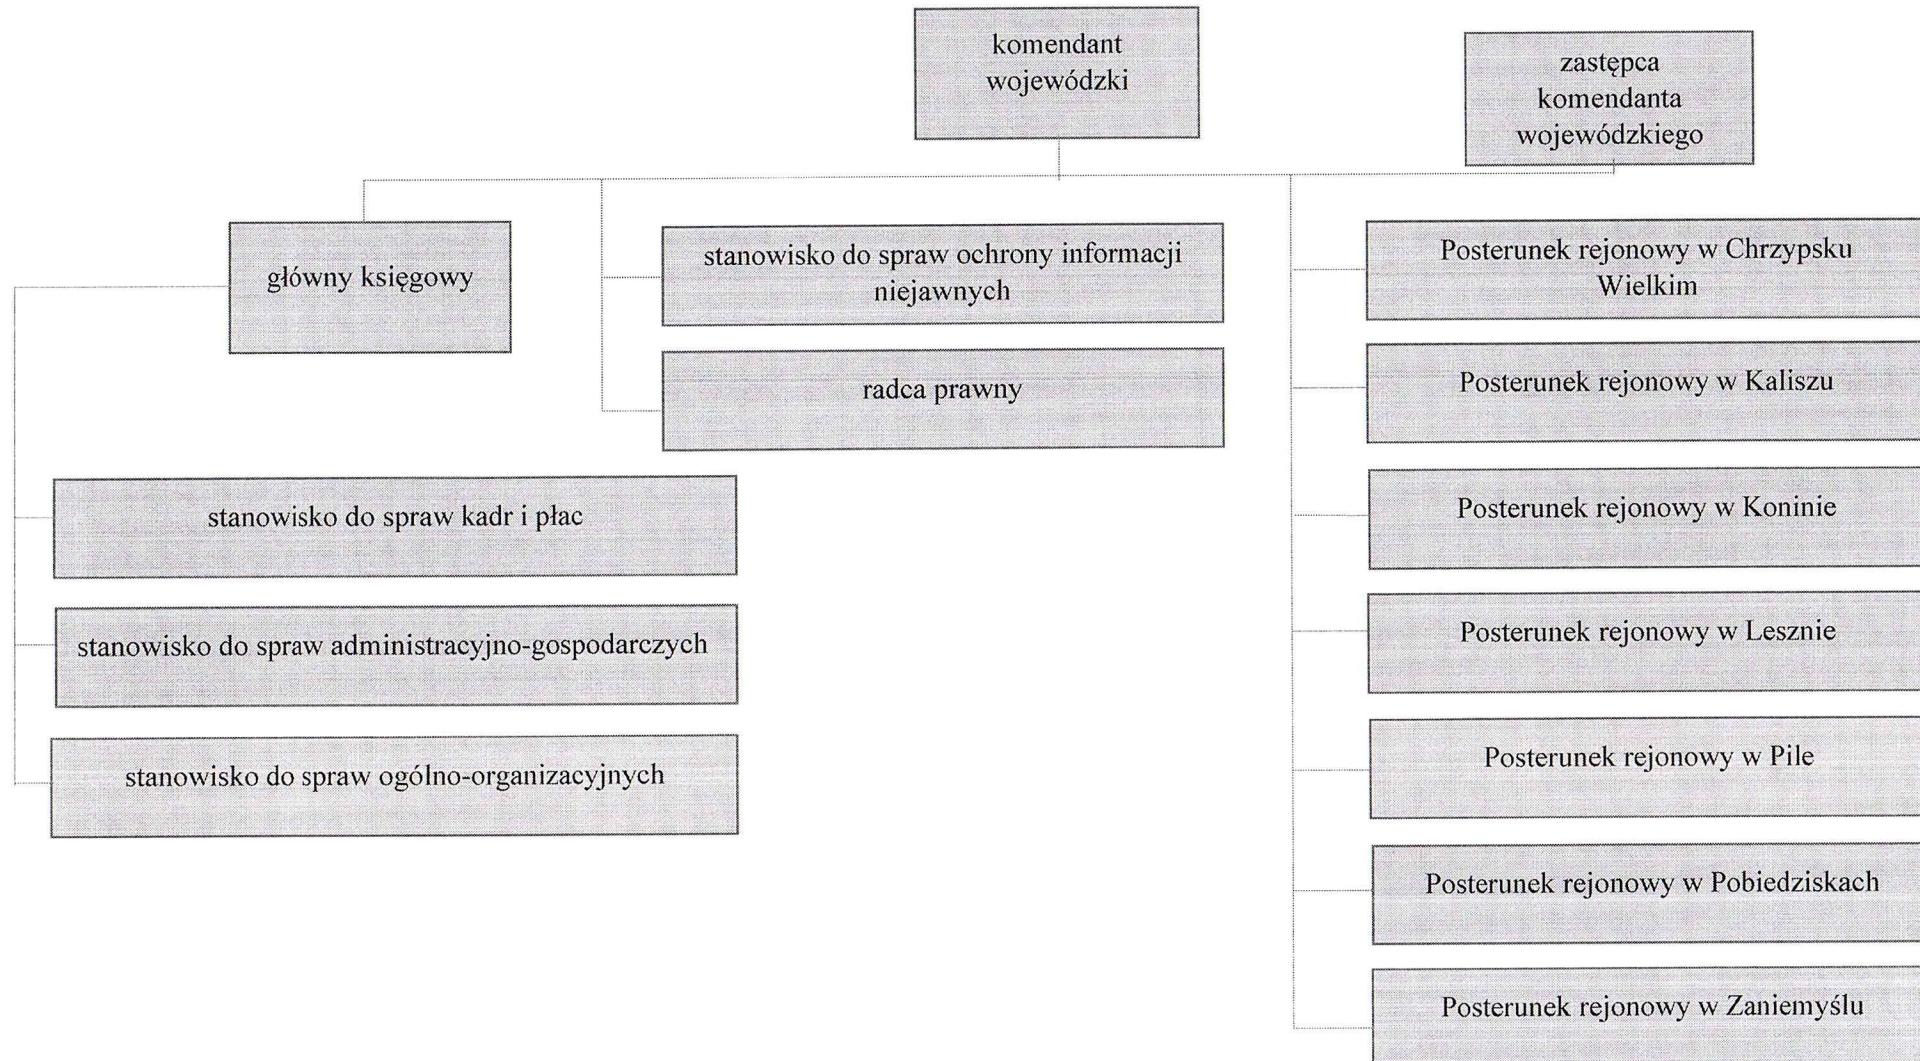 komendant
wojewódzki
zastępca
komendanta
wojewódzkiego
główny księgowy
stanowisko do spraw ochrony informacji
niejawnych
radca prawny
stanowisko do spraw kadr i płac
stanowisko do spraw administracyjno-gospodarczych
stanowisko do spraw ogólno-organizacyjnych
Posterunek rejonowy w Chrzypsku
Wielkim
Posterunek rejonowy w Kaliszu
Posterunek rejonowy w Koninie
Posterunek rejonowy w Lesznie
Posterunek rejonowy w Pile
Posterunek rejonowy w Pobiedziskach
Posterunek rejonowy w Zaniemyślu